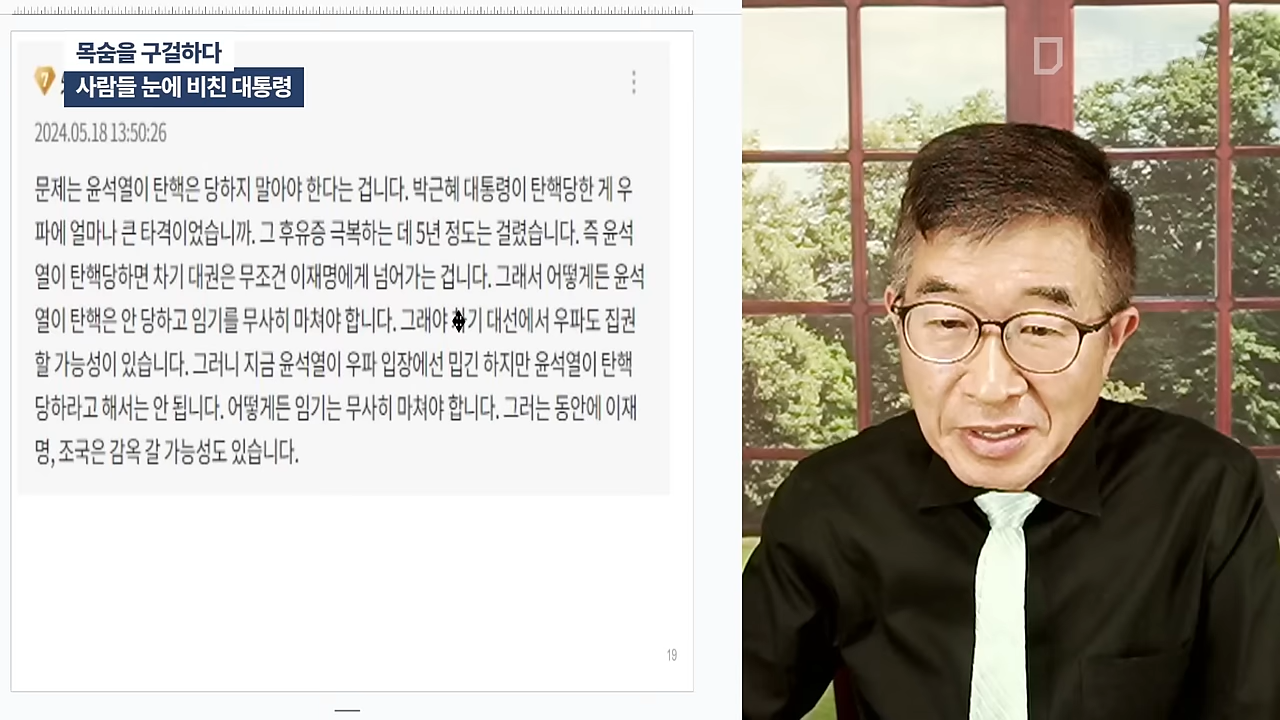 목숨을 구걸하다
사람들 눈에 비친 대통령
7
2024.05.18 13:50:26
문제는 윤석열이 탄핵은 당하지 말아야 한다는 겁니다. 박근혜 대통령이 탄핵당한 게 우
파에 얼마나 큰 타격이었습니까. 그 후유증 극복하는 데 5년 정도는 걸렸습니다. 즉 윤석
열이 탄핵당하면 차기 대권은 무조건 이재명에게 넘어가는 겁니다. 그래서 어떻게든 윤석
열이 탄핵은 안 당하고 임기를 무사히 마쳐야 합니다. 그래야 기 대선에서 우파도 집권
할 가능성이 있습니다. 그러니 지금 윤석열이 우파 입장에선 밉긴 하지만 윤석열이 탄핵
당하라고 해서는 안 됩니다. 어떻게든 임기는 무사히 마쳐야 합니다. 그러는 동안에 이재
명, 조국은 감옥 갈 가능성도 있습니다.
19